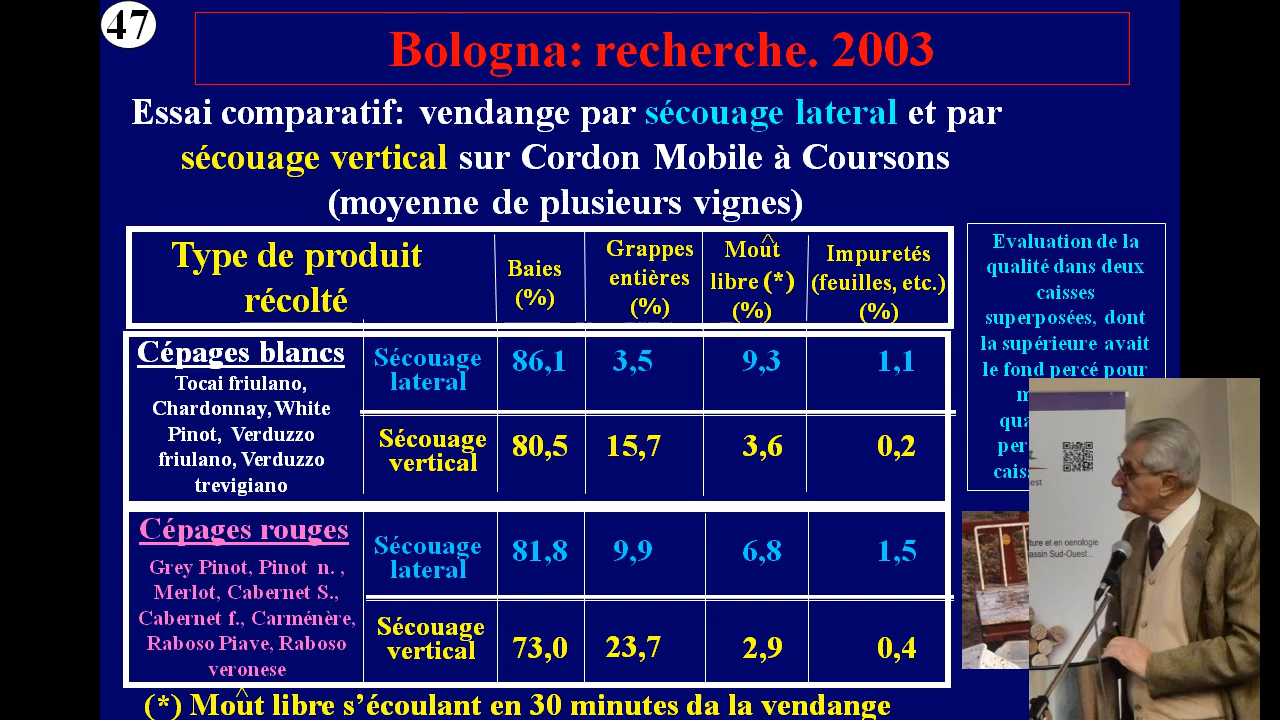 47
Bologna: recherche. 2003
Essai comparatif: vendange par sécouage lateral et par
sécouage vertical sur Cordon Mobile à Coursons
(moyenne de plusieurs vignes)
Type de produit
récolté
Baies
(%)
Grappes
entières
(%)
Moût
libre (*)
(%)
Impuretés
(feuilles, etc.)
(%)
Cépages blancs
Tocai friulano,
Chardonnay, White
Pinot, Verduzzo
friulano, Verduzzo
trevigiano
Sécouage
lateral
86,1 3,5 9,3 1,1
Sécouage
vertical
80,5 15,7 3,6 0,2
Cépages rouges
Grey Pinot, Pinot n. ,
Merlot, Cabernet S.,
Cabernet f., Carménère,
Raboso Piave, Raboso
veronese
Sécouage
lateral
81,8 9,9 6,8 1,5
Sécouage
vertical
73,0 23,7 2,9 0,4
(*) Moût libre s’écoulant en 30 minutes da la vendange
Evaluation de la
qualité dans deux
caisses
superposées, dont
la supérieure avait
le fond percé pour